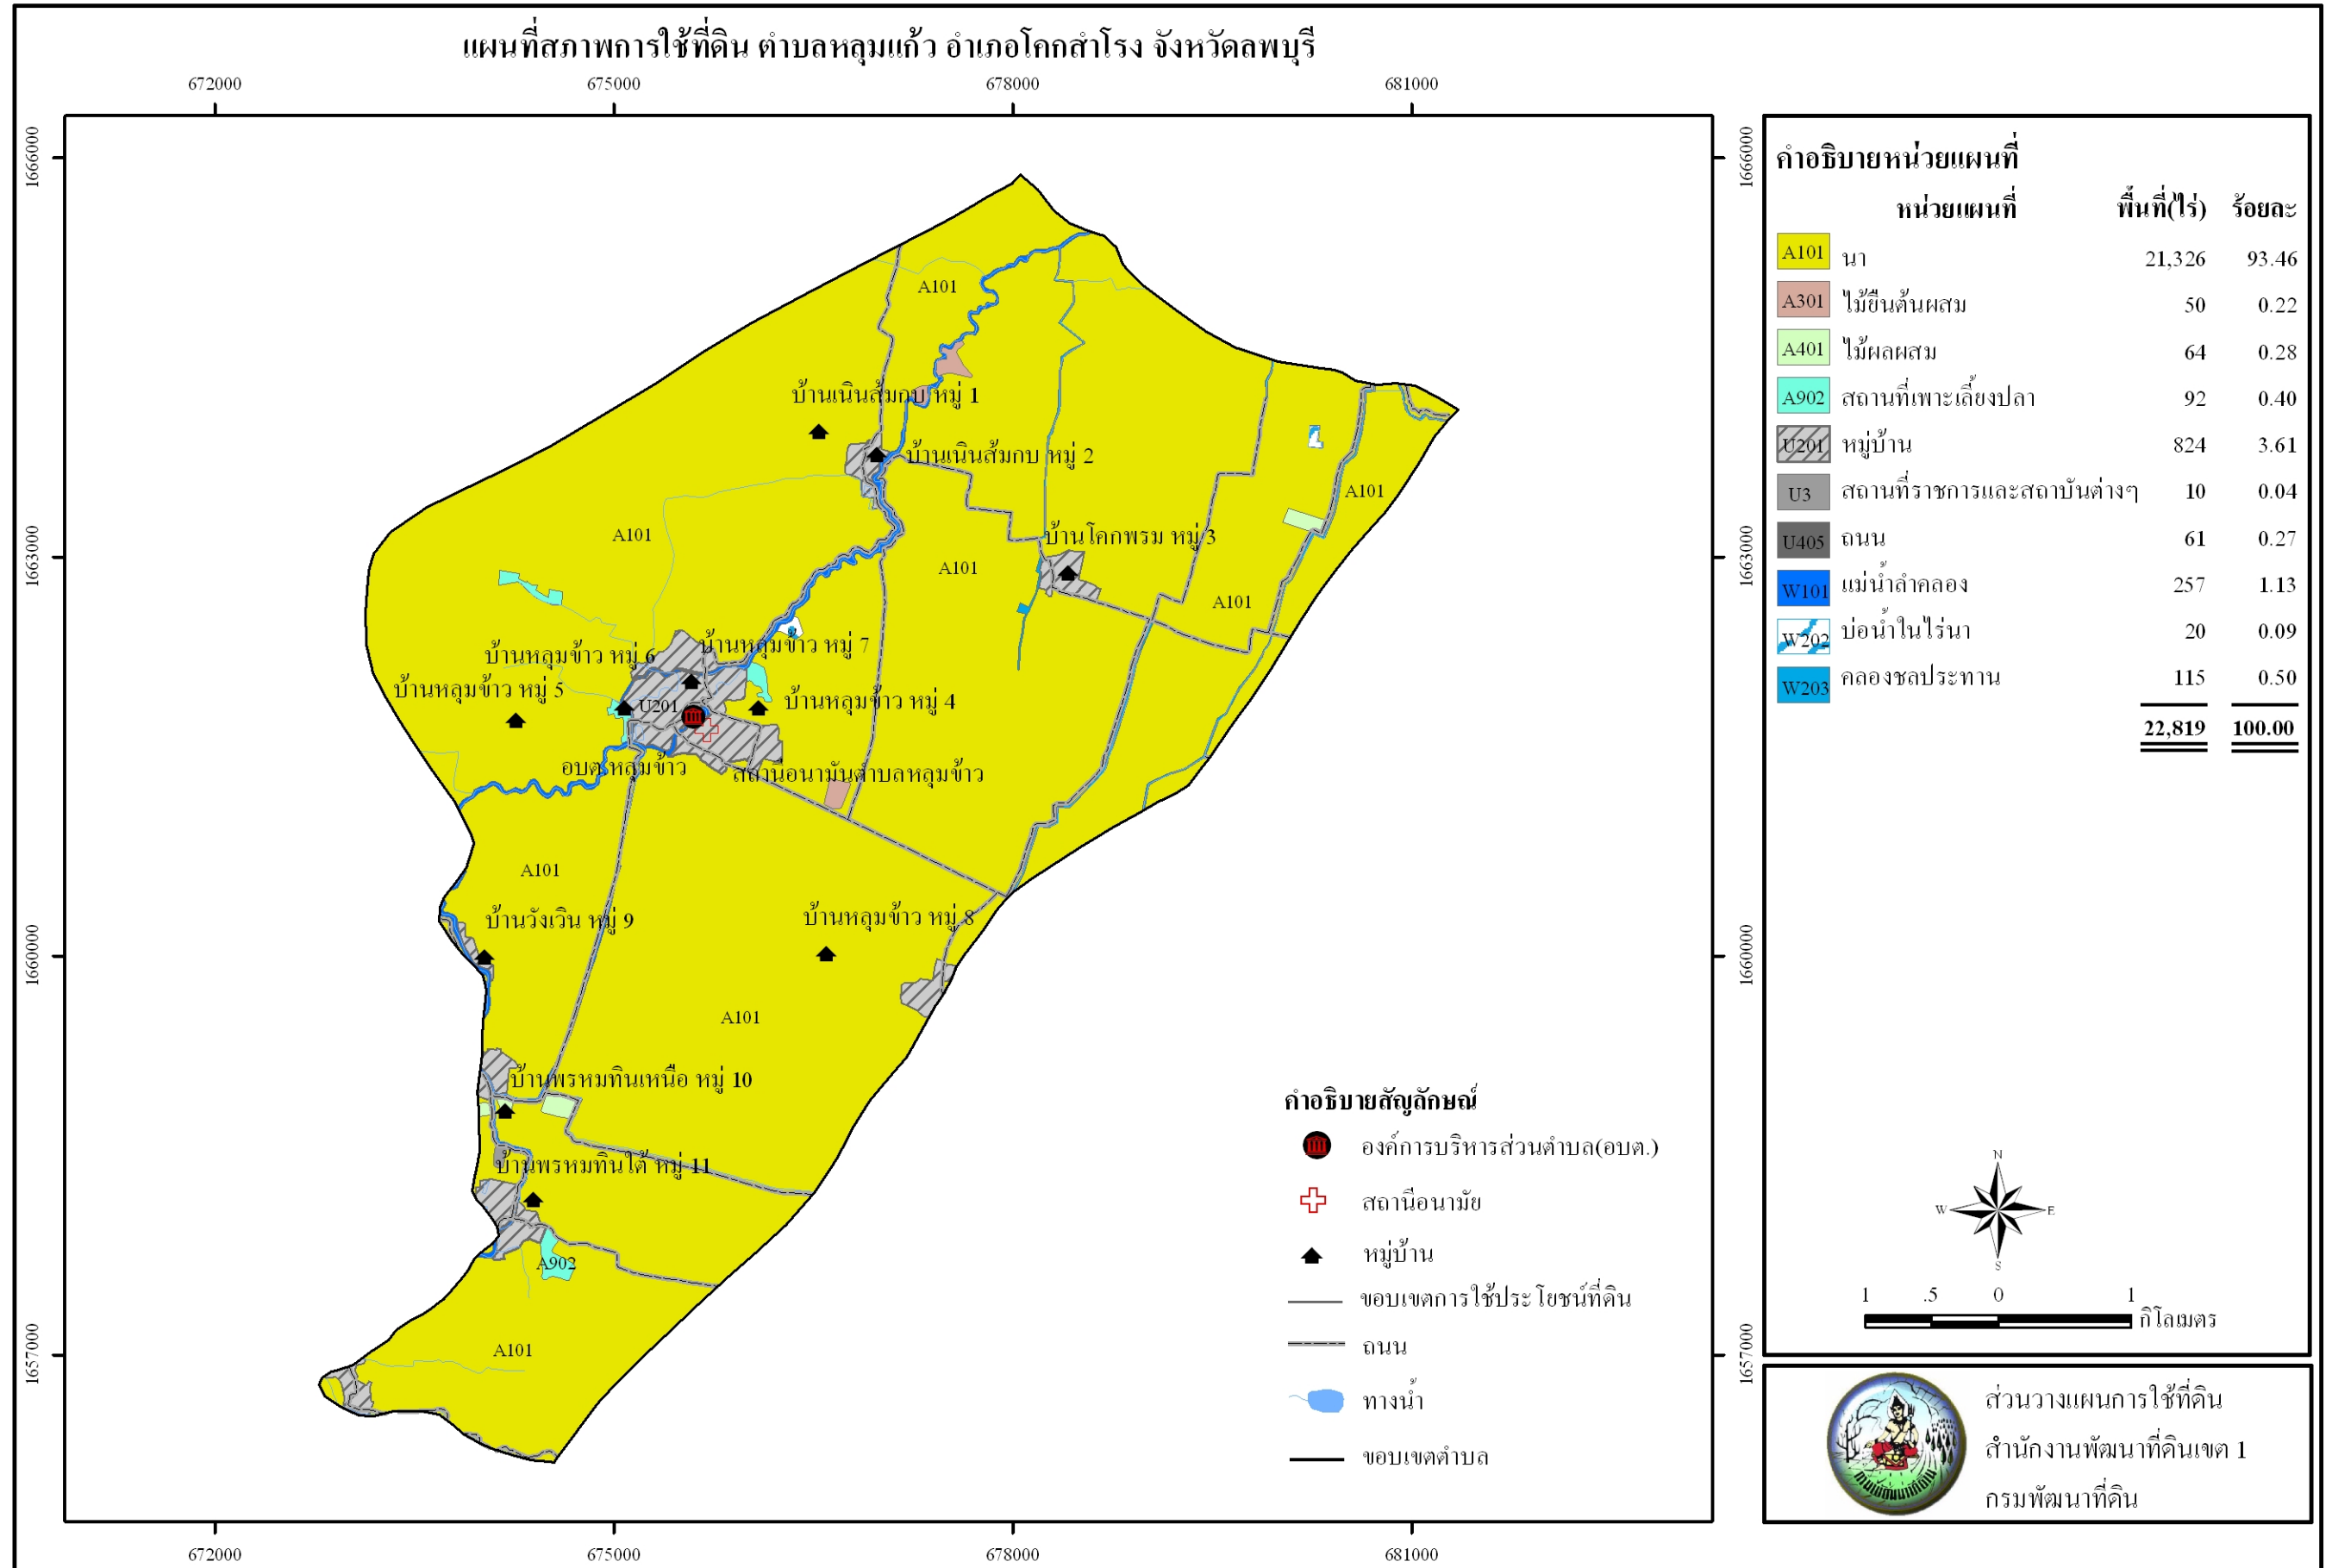 แผนที่สภาพการใช้ที่ดิน ตำบลหลุมแก้ว อำเภอโคกสำโรง จังหวัดลพบุรี
672000 675000 678000 681000
1666000 1666000
1663000 1663000
1660000 1660000
1657000 1657000
A101
บ้านเนินส้มกบ หมู่ 1
บ้านเนินส้มกบ หมู่ 2
A101
A101
บ้านโคกพรม หมู่ 3
A101
A101
บ้านหลุมข้าว หมู่ 7
บ้านหลุมข้าว หมู่ 6
บ้านหลุมข้าว หมู่ 5
บ้านหลุมข้าว หมู่ 4
U201
อบต.หลุมข้าว
สถานีอนามันตำบลหลุมข้าว
A101
บ้านวังเวิน หมู่ 9
บ้านหลุมข้าว หมู่ 8
A101
บ้านพรหมทินเหนือ หมู่ 10
บ้านพรหมทินใต้ หมู่ 11
A902
A101
672000 675000 678000 681000
คำอธิบายสัญลักษณ์
องค์การบริหารส่วนตำบล(อบต.)
สถานีอนามัย
หมู่บ้าน
ขอบเขตการใช้ประโยชน์ที่ดิน
ถนน
ทางน้ำ
ขอบเขตตำบล
คำอธิบายหน่วยแผนที่
หน่วยแผนที่ พื้นที่(ไร่) ร้อยละ
A101 นา 21,326 93.46
A301 ไม้ยืนต้นผสม 50 0.22
A401 ไม้ผลผสม 64 0.28
A902 สถานที่เพาะเลี้ยงปลา 92 0.40
U201 หมู่บ้าน 824 3.61
U3 สถานที่ราชการและสถาบันต่างๆ 10 0.04
U405 ถนน 61 0.27
W101 แม่น้ำลำคลอง 257 1.13
W202 บ่อน้ำในไร่นา 20 0.09
W203 คลองชลประทาน 115 0.50
22,819 100.00
N
W E
S
1 .5 0 1
กิโลเมตร
กรมพัฒนาที่ดิน
ส่วนวางแผนการใช้ที่ดิน
สำนักงานพัฒนาที่ดินเขต 1
กรมพัฒนาที่ดิน